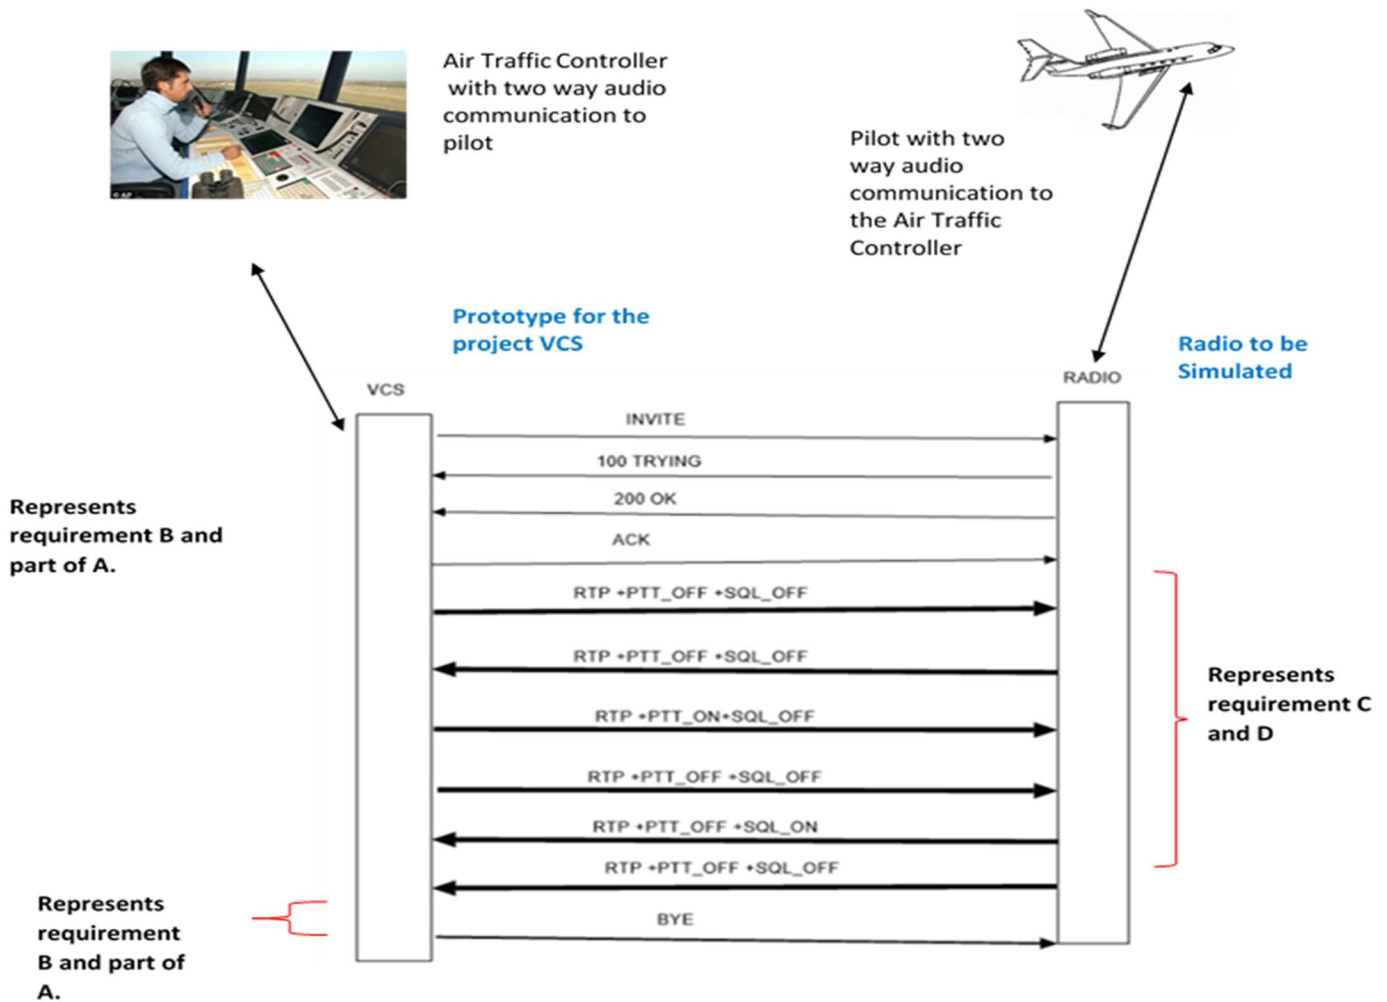 Air Traffic Controller
with two way audio
communication to
pilot
Pilot with two
way audio
communication to
the Air Traffic
Controller
© AP
Prototype for the
project VCS
Radio to be
Simulated
VCS
RADIO
INVITE
100 TRYING
200 OK
ACK
RTP +PTT_OFF +SQL_OFF
RTP +PTT_OFF +SQL_OFF
RTP +PTT_ON+SQL_OFF
RTP +PTT_OFF +SQL_OFF
RTP +PTT_OFF +SQL_ON
RTP +PTT_OFF +SQL_OFF
BYE
Represents
requirement B and
part of A.
Represents
requirement C
and D
Represents
requirement
B and part of
A.